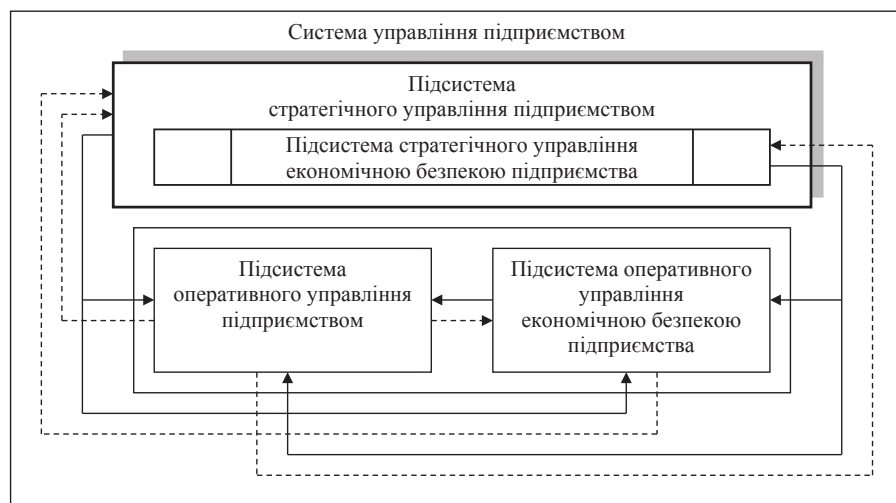 Система управління підприємством
Підсистема
стратегічного управління підприємством
Підсистема стратегічного управління
економічною безпекою підприємства
Підсистема
оперативного управління
підприємством
Підсистема оперативного
управління
економічною безпекою
підприємства